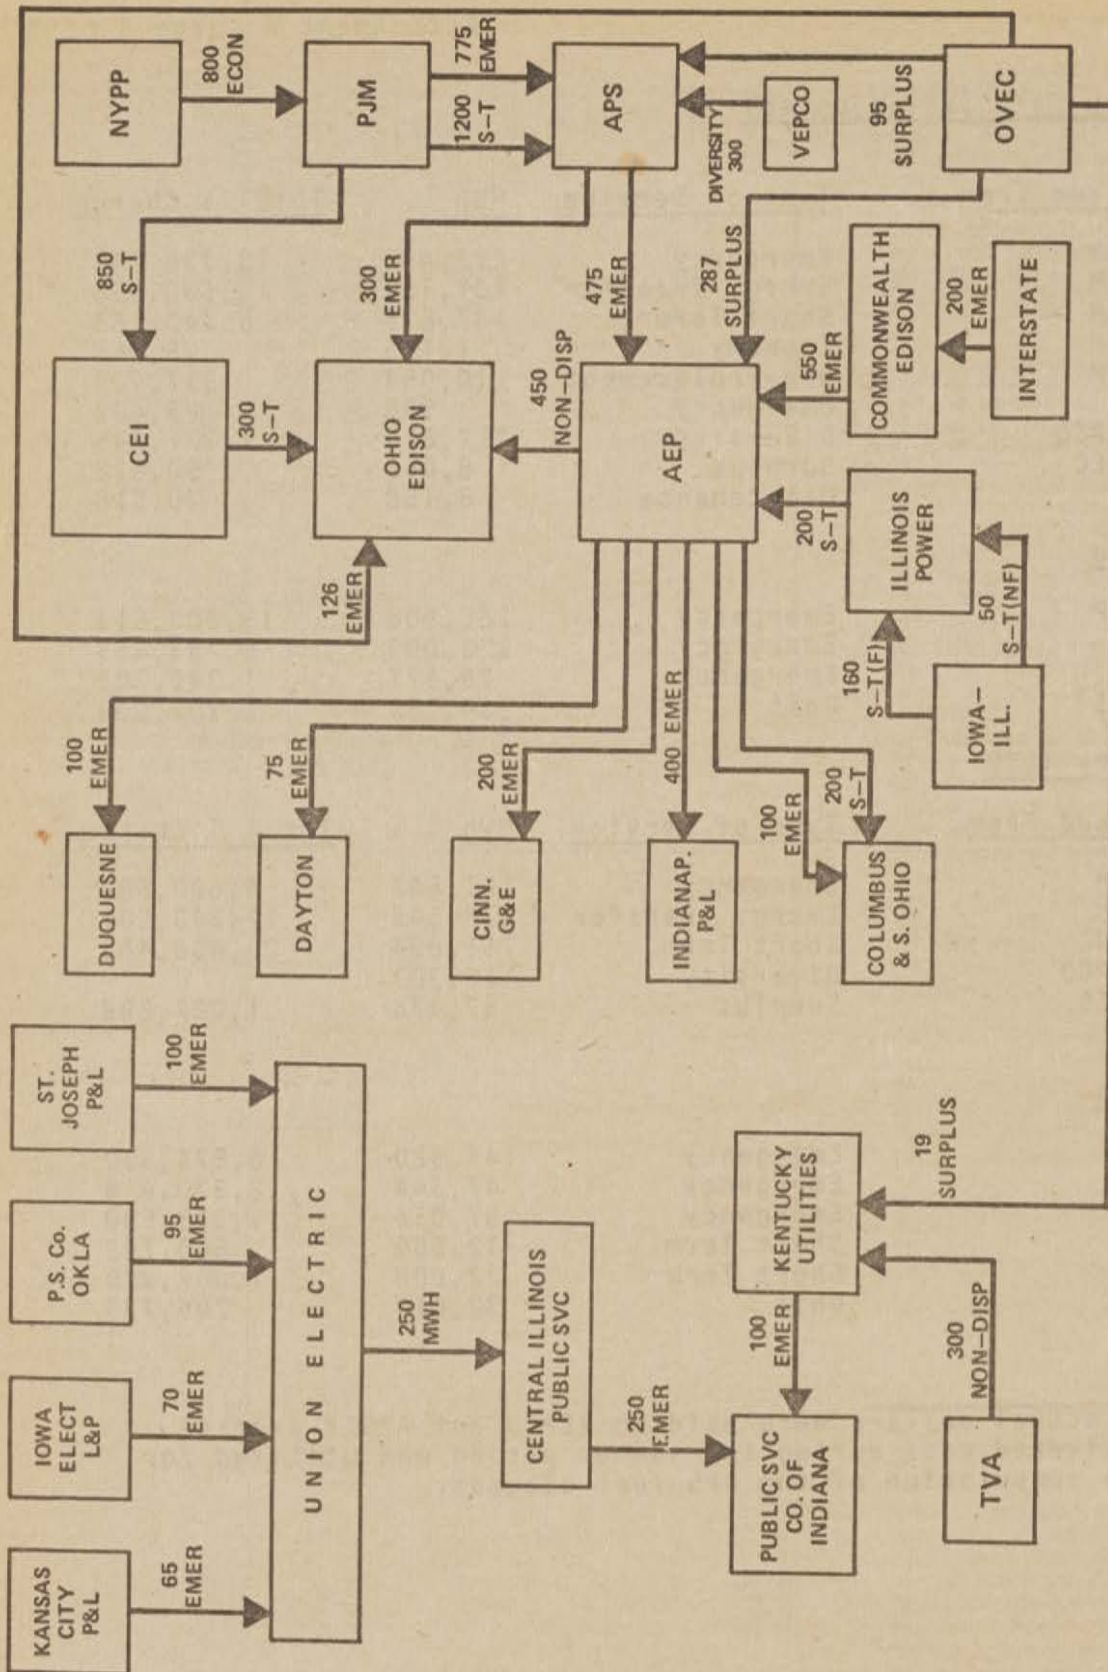 KANSAS
CITY
P&L
IOWA
ELECT
L&P
P.S. Co.
OKLA
ST.
JOSEPH
P&L
65
EMER
70
EMER
95
EMER
100
EMER
UNION ELECTRIC
250
MWH
CENTRAL ILLINOIS
PUBLIC SVC
250
EMER
PUBLIC SVC
CO. OF
INDIANA
100
EMER
KENTUCKY
UTILITIES
19
SURPLUS
300
NON-DISP
TVA
DUQUESNE
100
EMER
DAYTON
75
EMER
CINN.
G&E
200
EMER
INDIANAP.
P&L
400 EMER
COLUMBUS
& S. OHIO
100
EMER
200
S-T
126
EMER
CEI
850
S-T
NYPP
800
ECON
300
S-T
OHIO
EDISON
300
EMER
PJM
1200
S-T
775
EMER
450
NON-DISP
AEP
475
EMER
APS
287
SURPLUS
DIVERSITY
300
VEPCO
95
SURPLUS
OVEC
200
S-T
550
EMER
ILLINOIS
POWER
COMMONWEALTH
EDISON
160
S-T(F)
50
S-T(NF)
200
EMER
IOWA-
ILL.
INTERSTATE